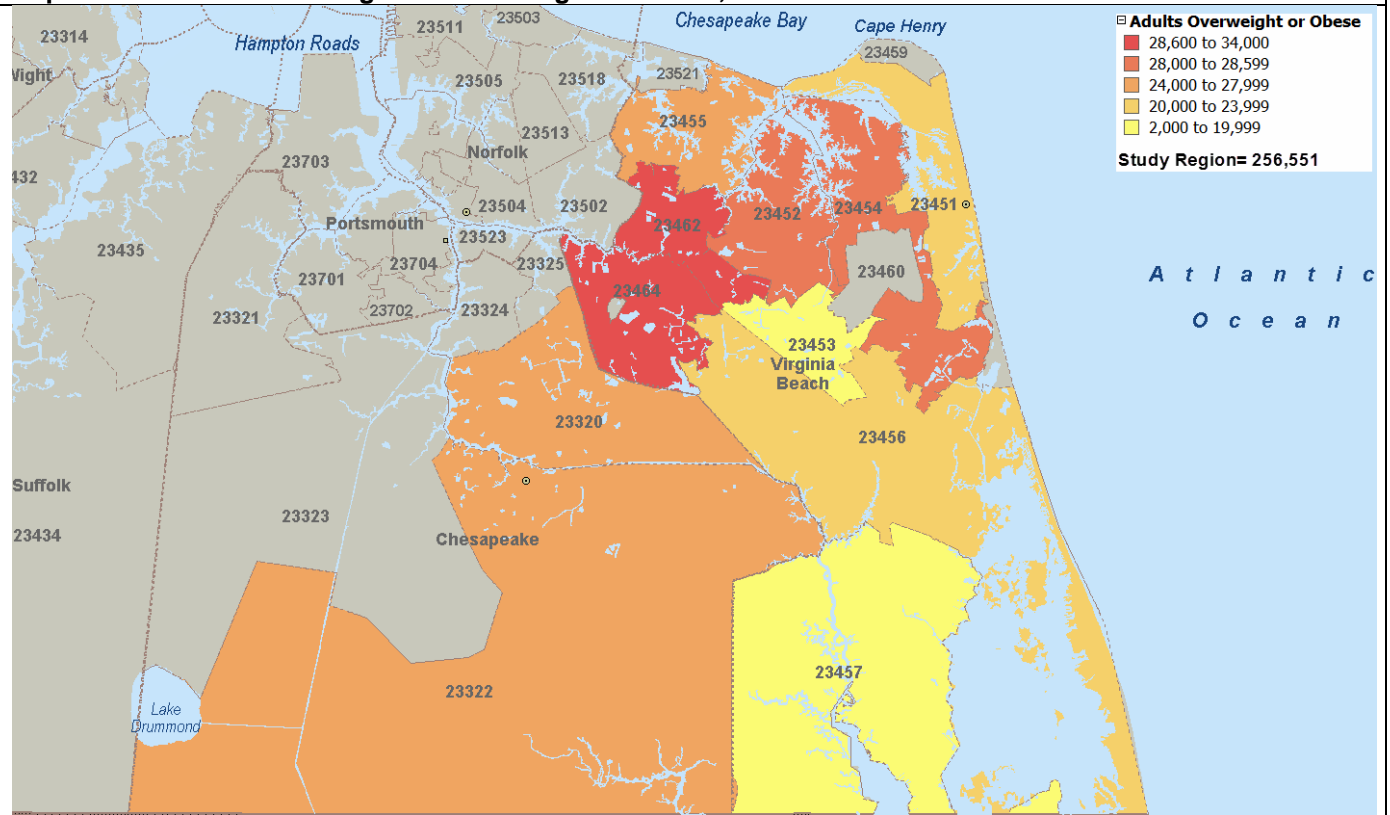 Chesapeake Bay
Cape Henry
Hampton Roads
23314
23511
23503
23459
Wight
23505
23518
23521
23455
23513
Norfolk
23703
432
23504
23502
23462
23452
23454
23451
Portsmouth
23523
23435
23704
23325
23460
23701
23464
23702
23324
23321
23453
Virginia
Beach
23320
23456
Suffolk
23434
23323
Chesapeake
23457
23322
Lake
Drummond
Atlantic
Ocean
Adults Overweight or Obese
28,600 to 34,000
28,000 to 28,599
24,000 to 27,999
20,000 to 23,999
2,000 to 19,999
Study Region= 256,551